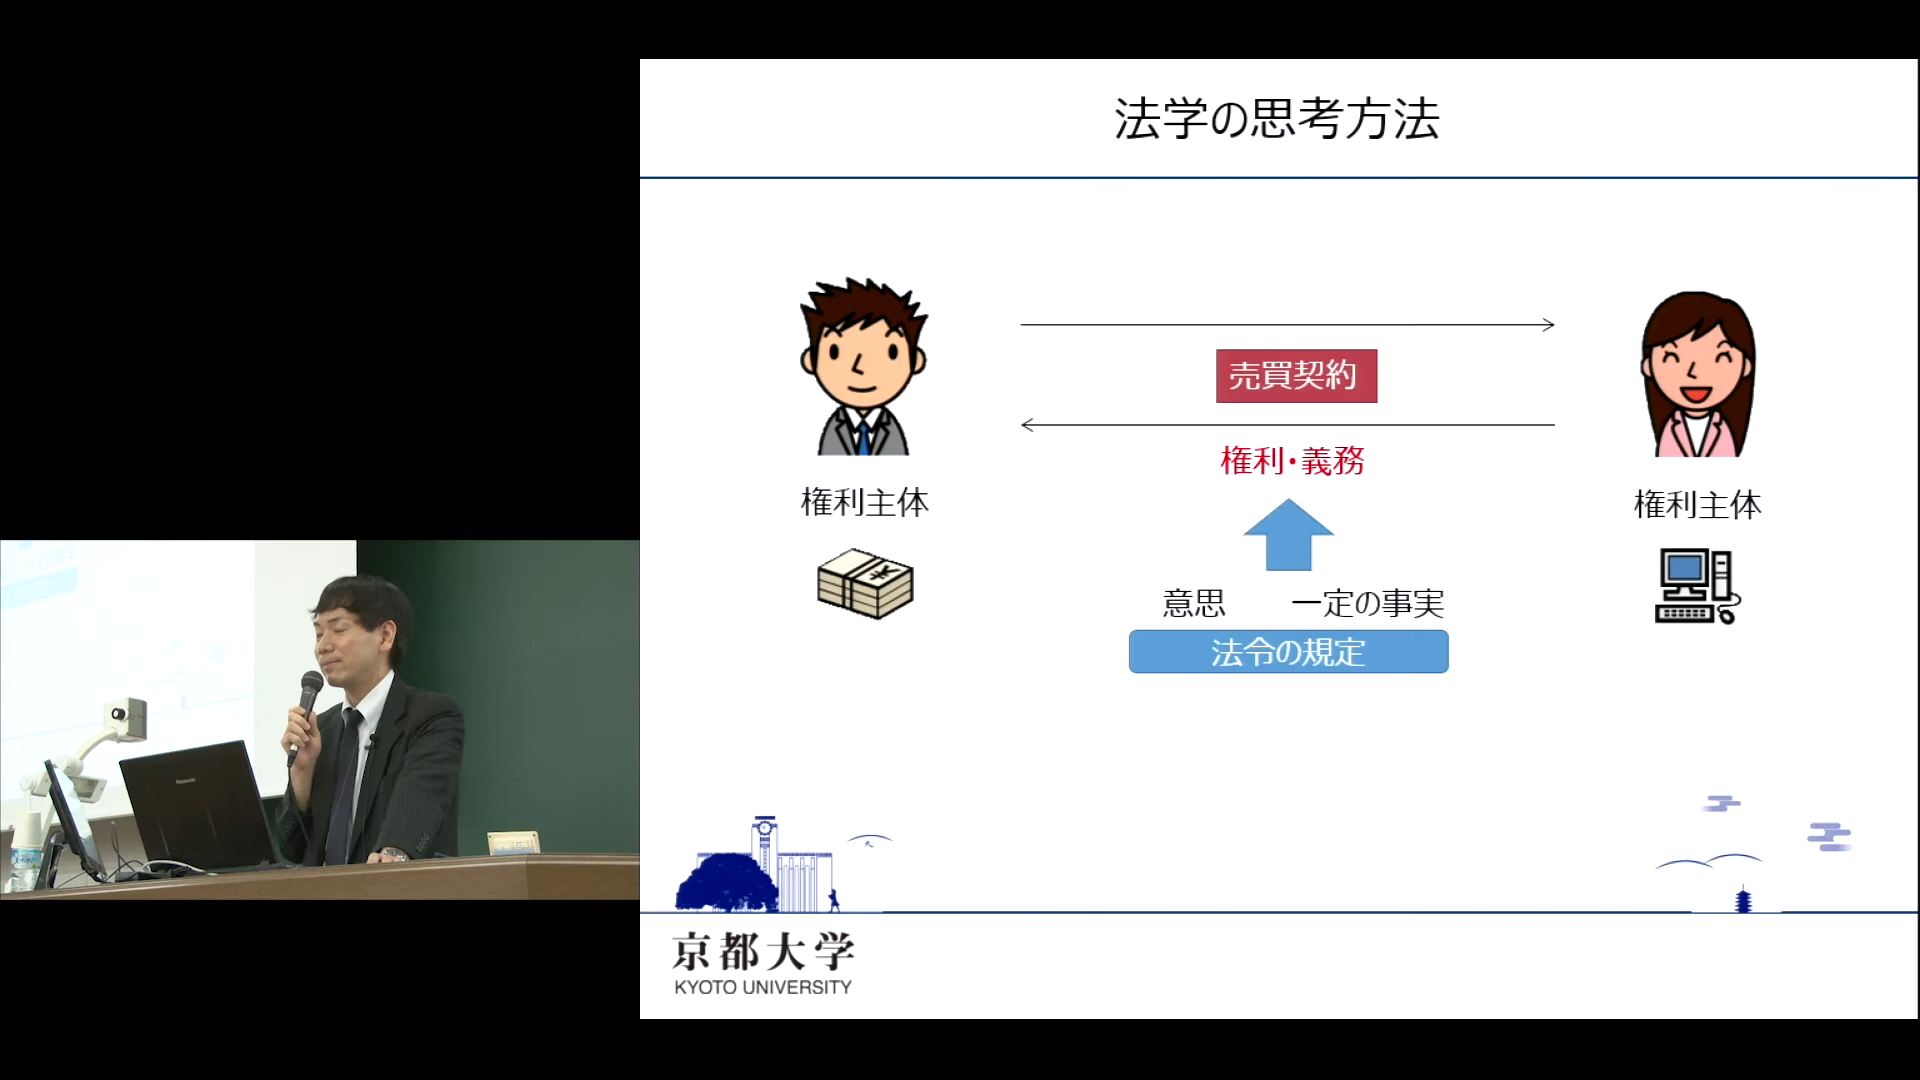 法学の思考方法
売買契約
権利・義務
権利主体
権利主体
意思
一定の事実
法令の規定
京都大学
KYOTO UNIVERSITY
Panasonic